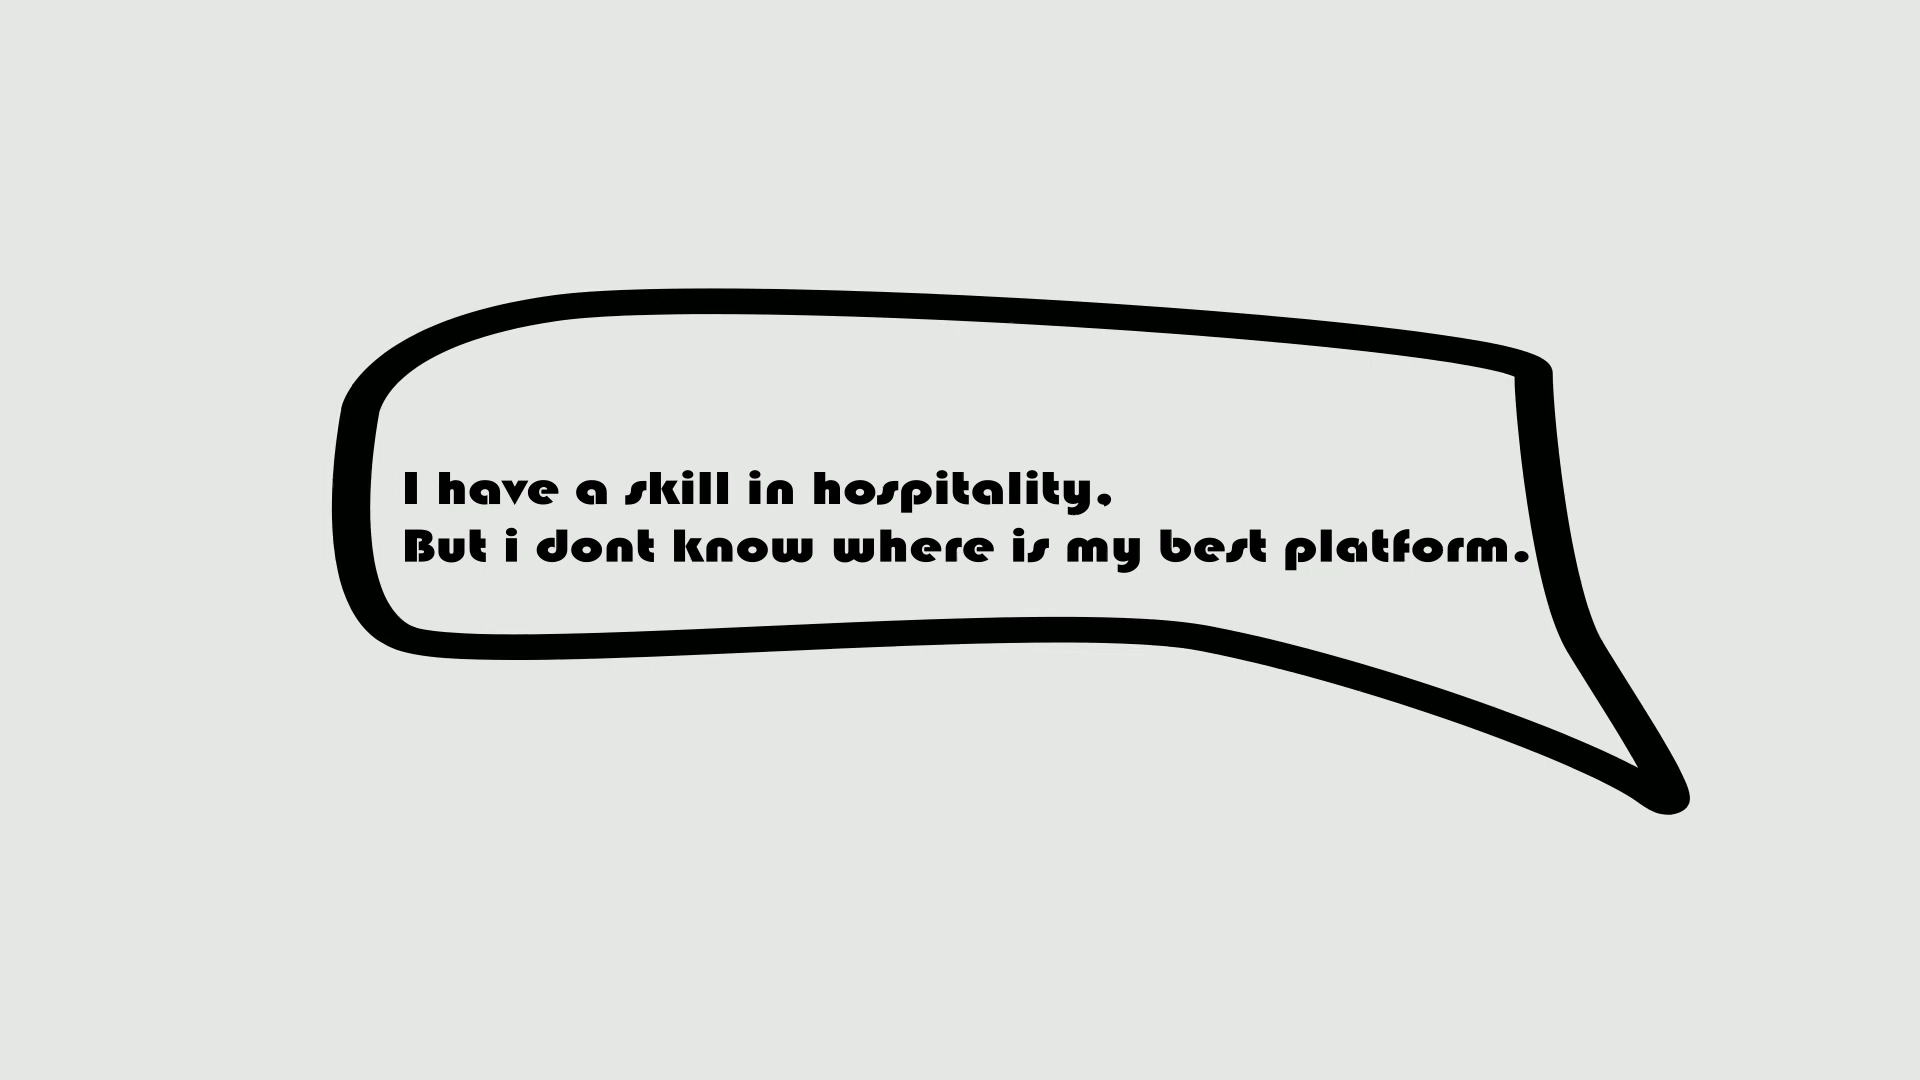 I have a skill in hospitality,
But i dont know where is my best platform.